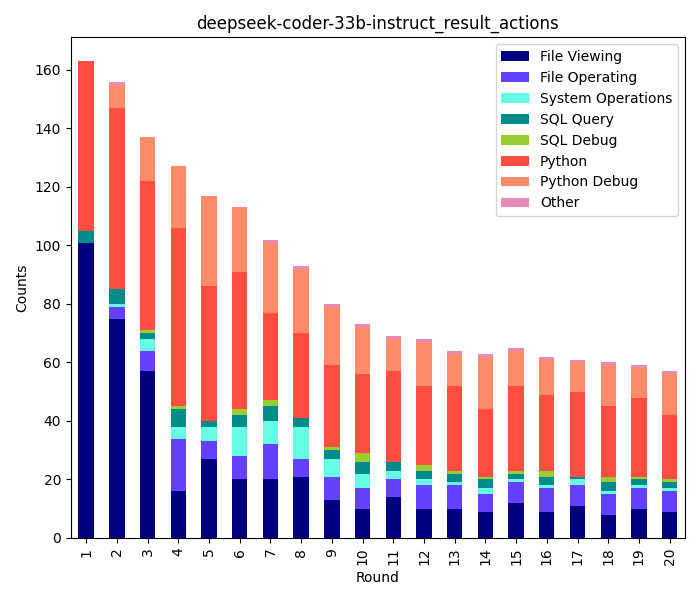 deepseek-coder-33b-instruct_result_actions
File Viewing
File Operating
System Operations
SQL Query
SQL Debug
Python
Python Debug
Other
Counts
160
140
120
100
80
60
40
20
0
1 2 3 4 5 6 7 8 9 10 11 12 13 14 15 16 17 18 19 20
Round